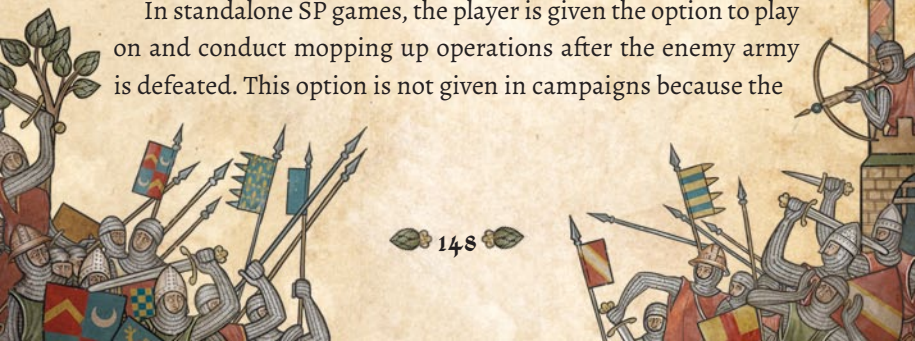 In standalone SP games, the player is given the option to play
on and conduct mopping up operations after the enemy army
is defeated. This option is not given in campaigns because the
148